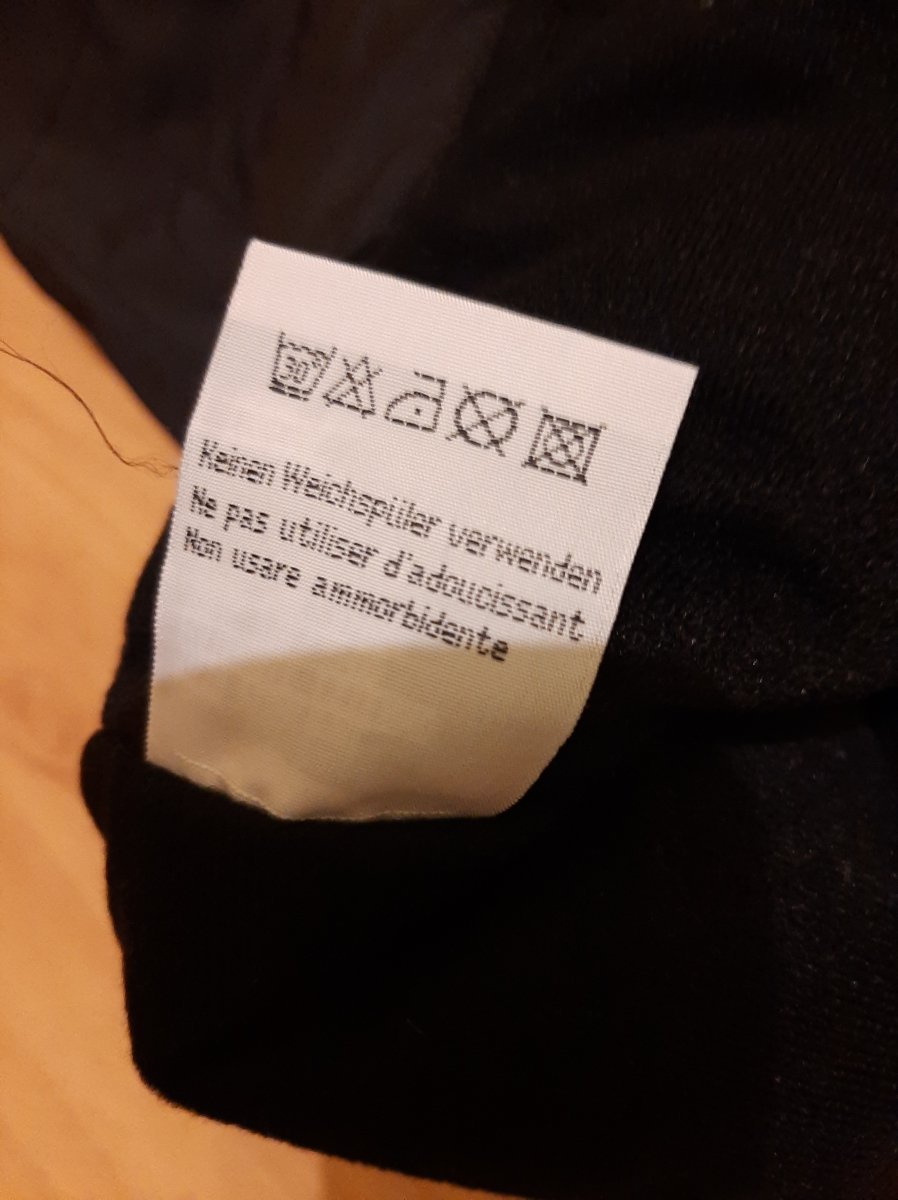 30°
Keinen Weichspüler verwenden
Ne pas utiliser d'adoucissant
Non usare ammorbidente